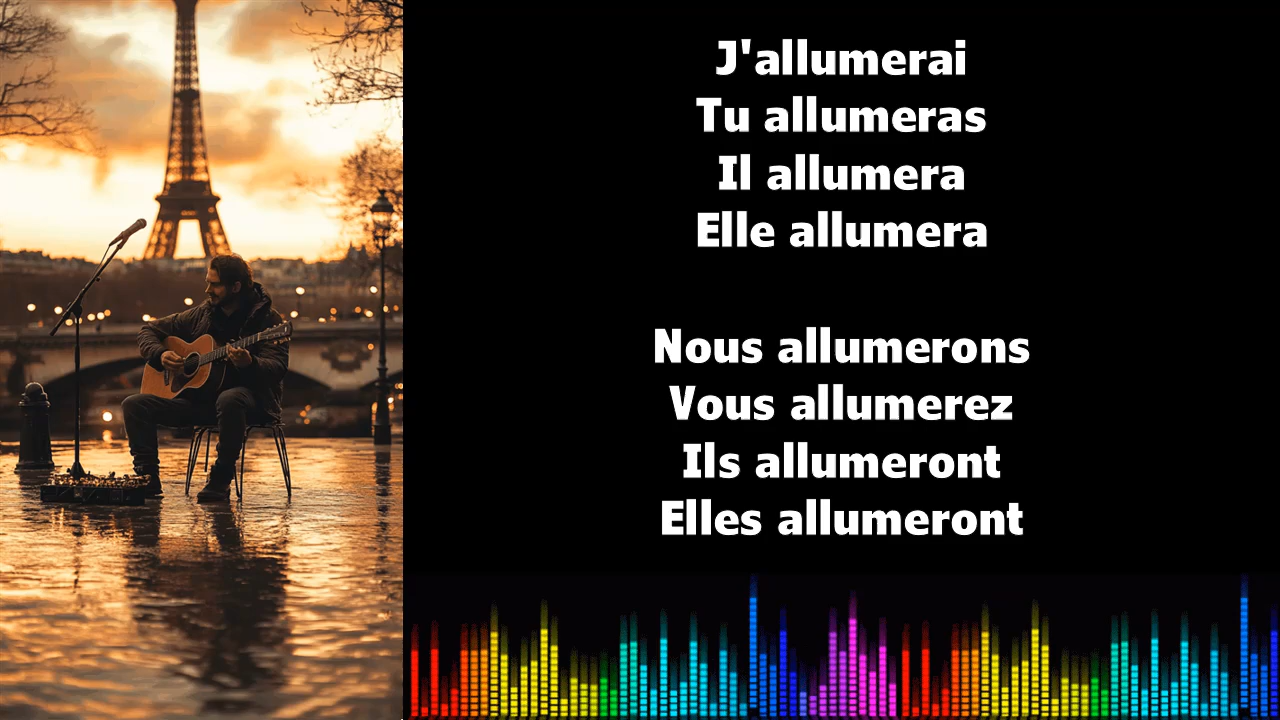 J'allumerai
Tu allumeras
Il allumera
Elle allumera
Nous allumerons
Vous allumerez
Ils allumeront
Elles allumeront